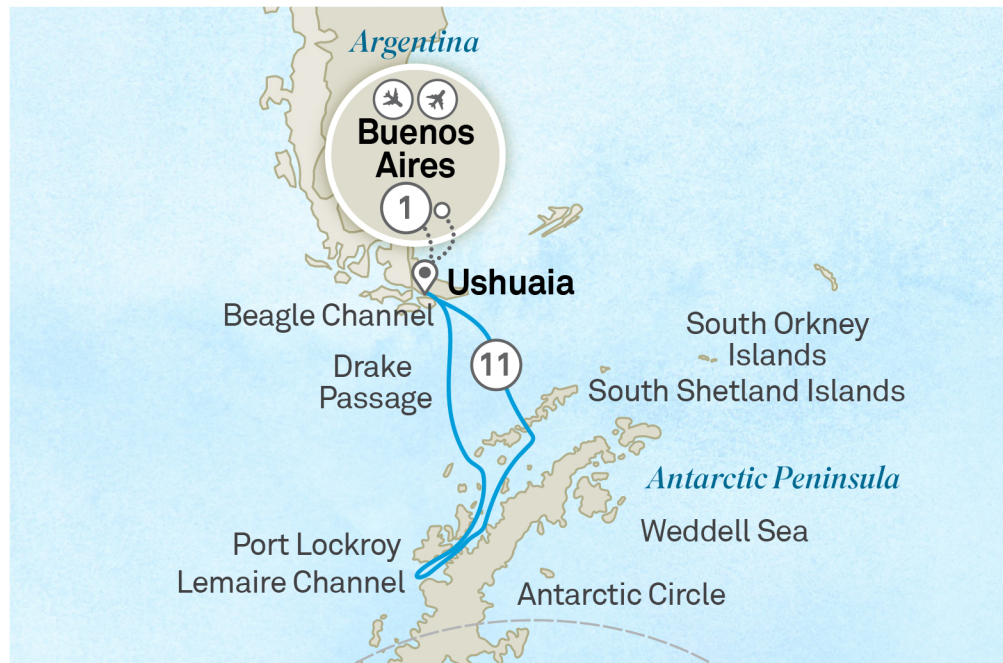 Argentina
Buenos
Aires
1
Ushuaia
Beagle Channel
Drake
Passage
11
South Orkney
Islands
South Shetland Islands
Antarctic Peninsula
Weddell Sea
Port Lockroy
Lemaire Channel
Antarctic Circle